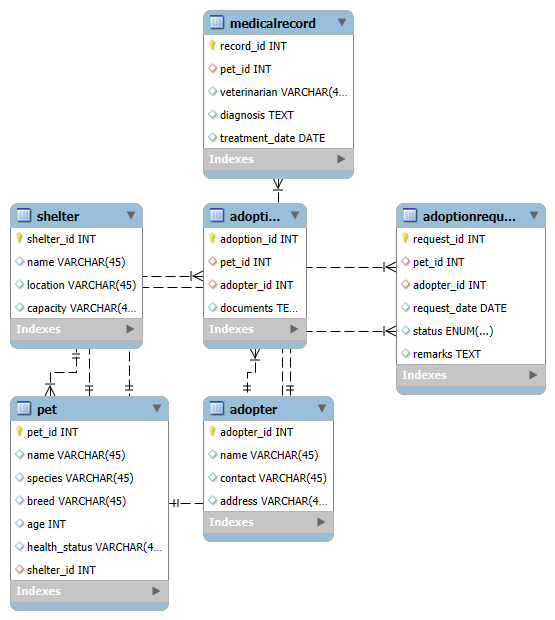 medicalrecord
record_id INT
pet_id INT
veterinarian VARCHAR(4...
diagnosis TEXT
treatment_date DATE
Indexes
shelter
shelter_id INT
name VARCHAR(45)
location VARCHAR(45)
capacity VARCHAR(4...
Indexes
adopti...
adoption_id INT
pet_id INT
adopter_id INT
documents TE...
Indexes
adoptionrequ...
request_id INT
pet_id INT
adopter_id INT
request_date DATE
status ENUM(...)
remarks TEXT
Indexes
pet
pet_id INT
name VARCHAR(45)
species VARCHAR(45)
breed VARCHAR(45)
age INT
health_status VARCHAR(4...
shelter_id INT
Indexes
adopter
adopter_id INT
name VARCHAR(45)
contact VARCHAR(45)
address VARCHAR(4...
Indexes